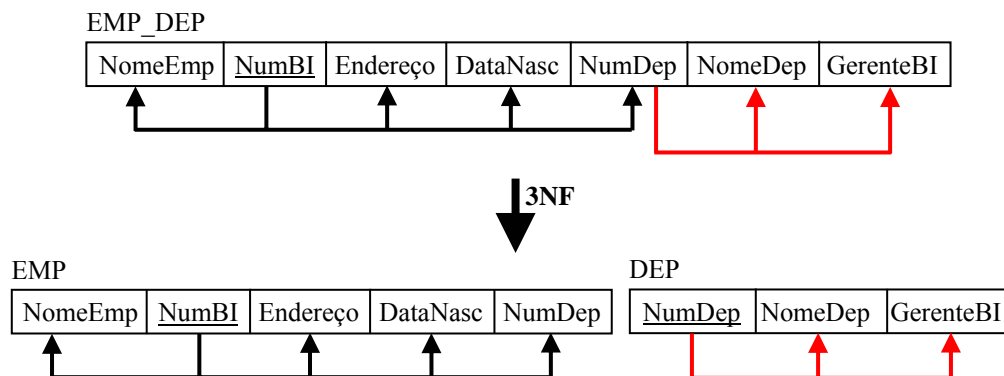 EMP_DEP
NomeEmp NumBI Endereço DataNasc NumDep NomeDep GerenteBI
3NF
EMP
NomeEmp NumBI Endereço DataNasc NumDep
DEP
NumDep NomeDep GerenteBI